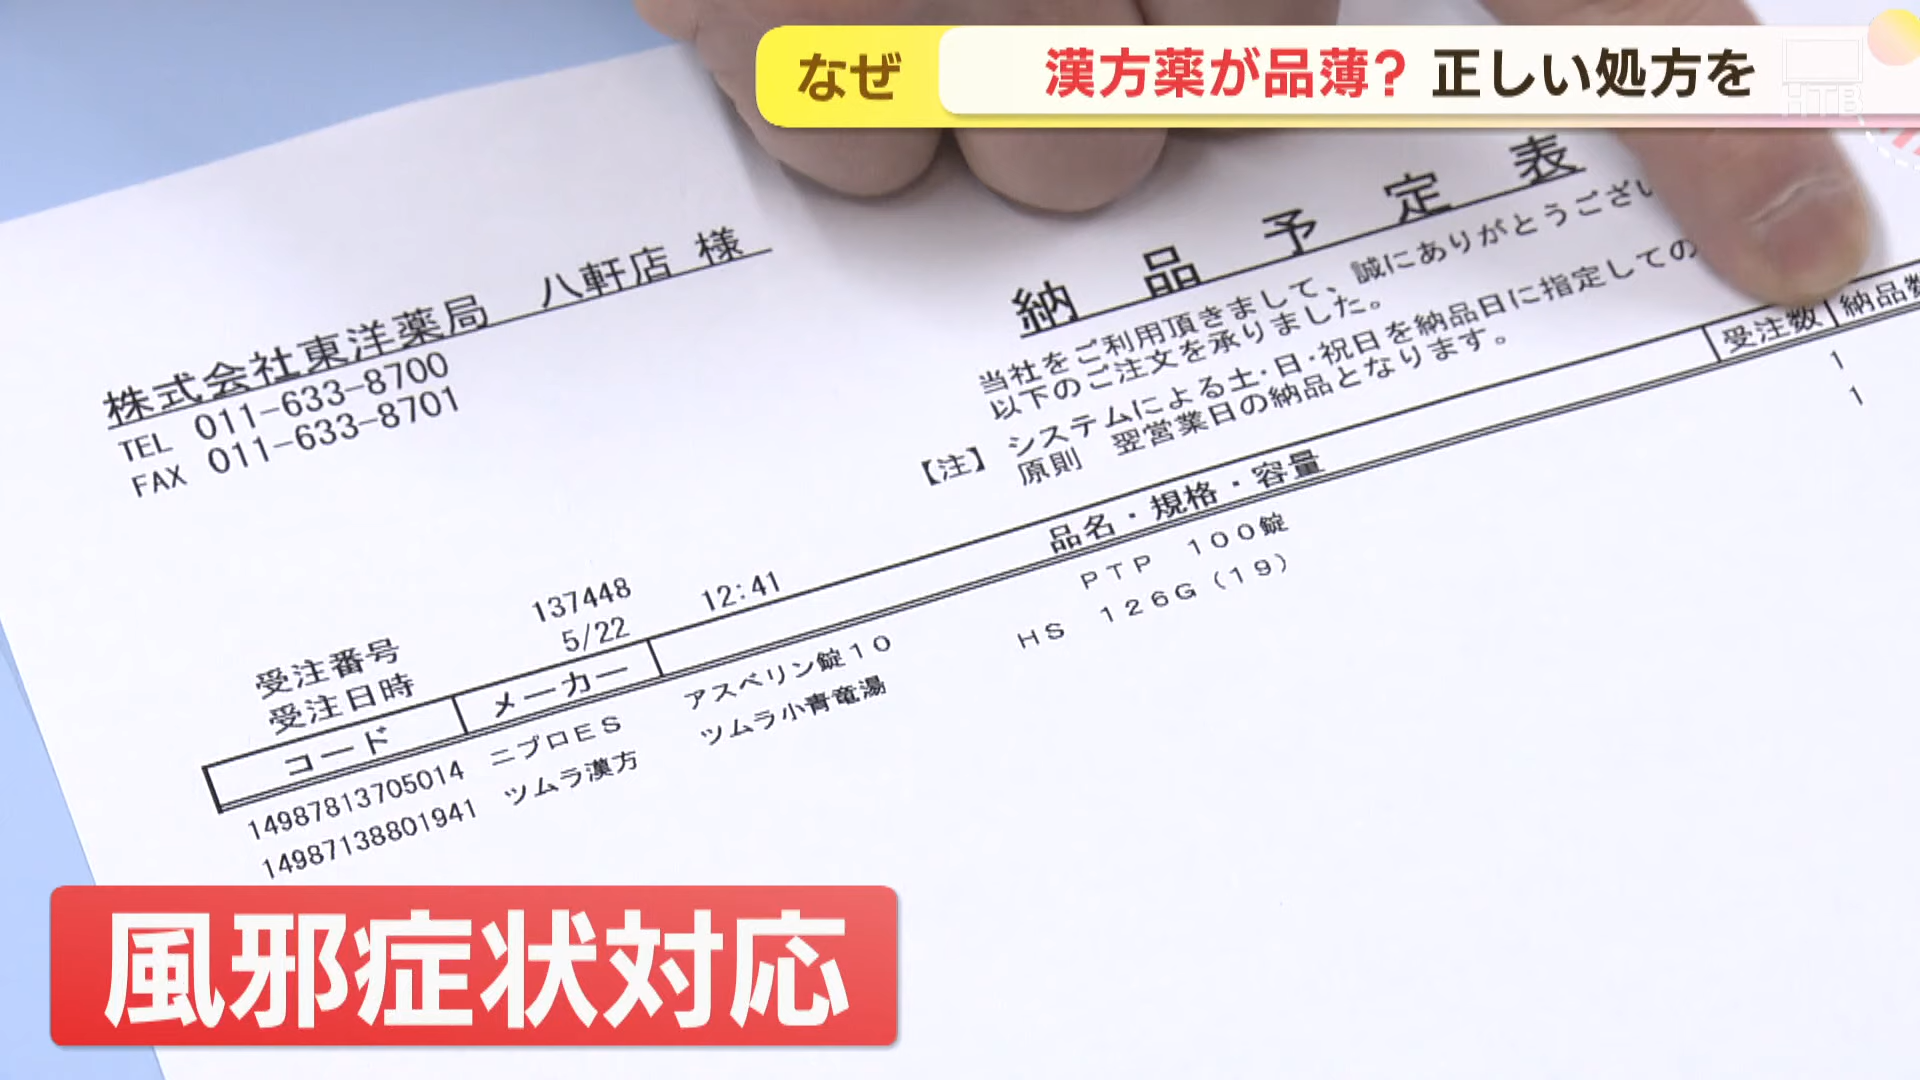 なぜ
漢方薬が品薄? 正しい処方を
HTB
株式会社東洋薬局 八軒店 様
TEL 011-633-8700
FAX 011-633-8701
納品予定表
当社をご利用頂きまして、誠にありがとうござい
以下のご注文を承りました。
【注】 システムによる土・日・祝日を納品日に指定しての
原則 翌営業日の納品となります。
受注番号 137448
受注日時 5/22 12:41
コード メーカー 品名・規格・容量 受注数 納品数
14987813705014 ニプロES アスベリン錠10 PTP 100錠 1
14987138801941 ツムラ漢方 ツムラ小青竜湯 HS 126G(19) 1
風邪症状対応